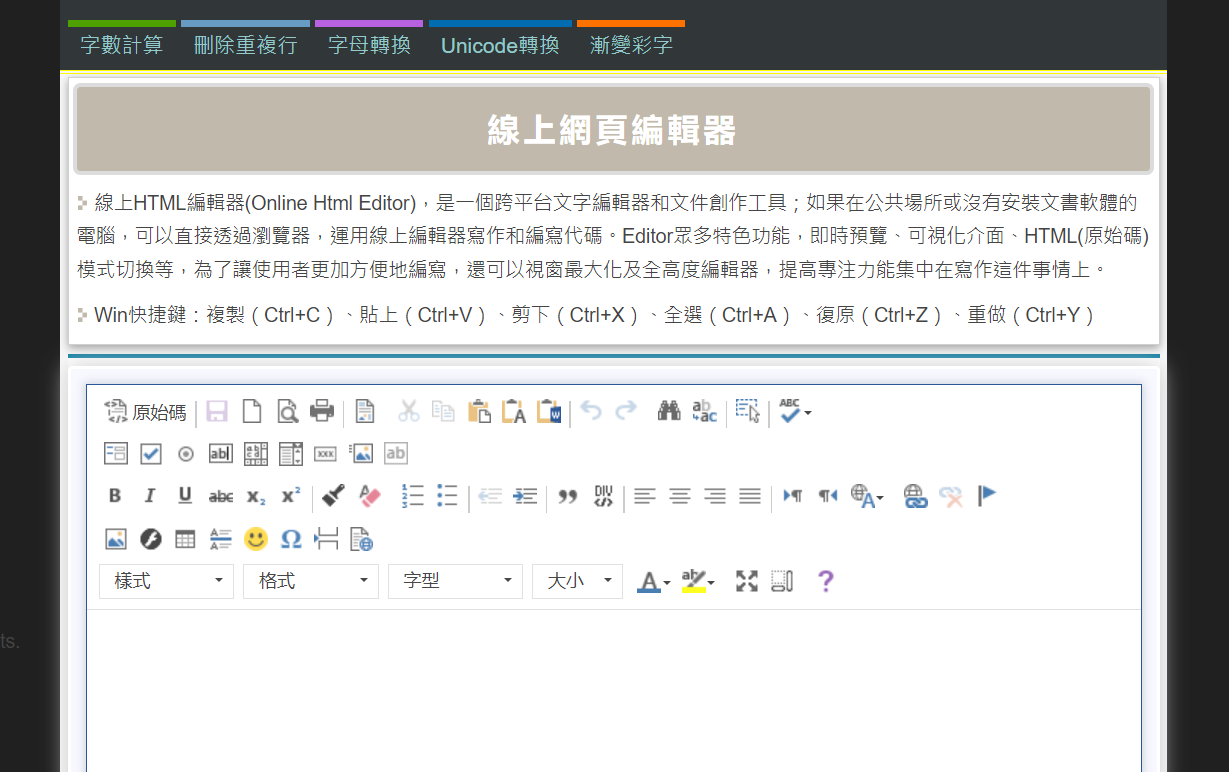 字數計算 刪除重複行 字母轉換 Unicode轉換 漸變彩字
線上網頁編輯器
線上HTML編輯器(Online Html Editor)，是一個跨平台文字編輯器和文件創作工具；如果在公共場所或沒有安裝文書軟體的
電腦，可以直接透過瀏覽器，運用線上編輯器寫作和編寫代碼。Editor眾多特色功能，即時預覽、可視化介面、HTML(原始碼)
模式切換等，為了讓使用者更加方便地編寫，還可以視窗最大化及全高度編輯器，提高專注力能集中在寫作這件事情上。
Win快捷鍵：複製（Ctrl+C）、貼上（Ctrl+V）、剪下（Ctrl+X）、全選（Ctrl+A）、復原（Ctrl+Z）、重做（Ctrl+Y）
原始碼
樣式 格式 字型 大小
ts.